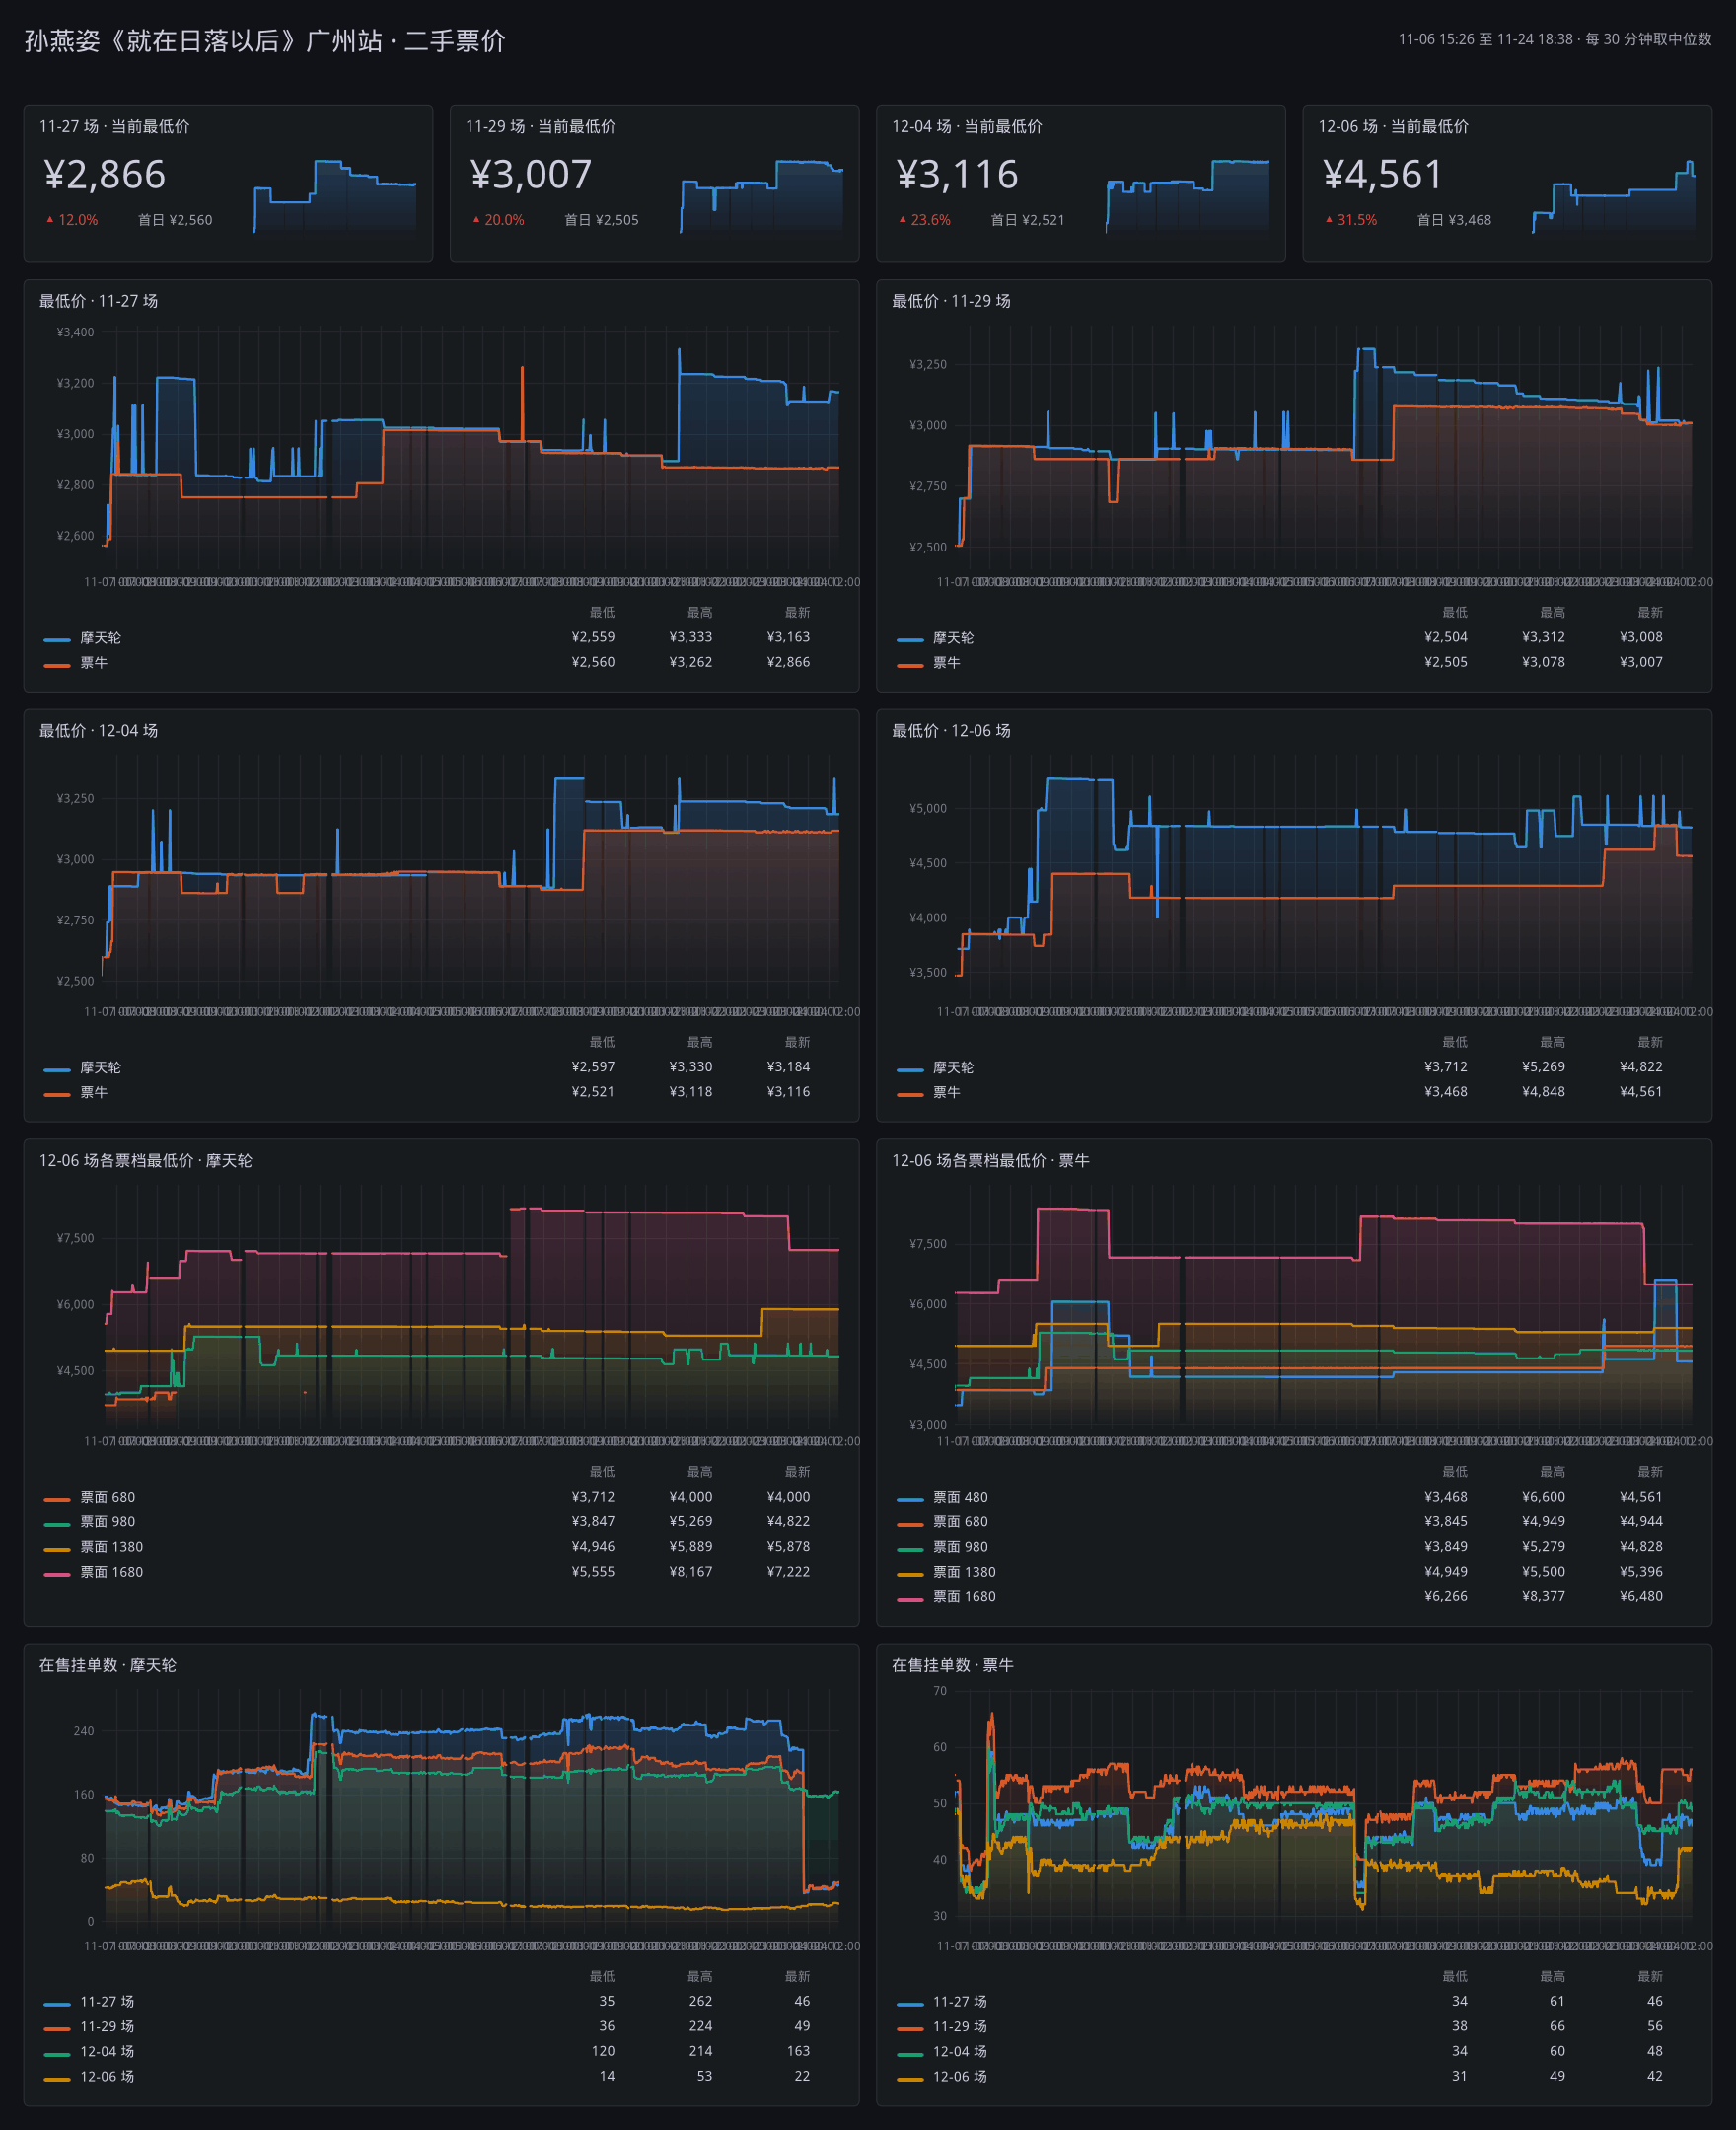 孙燕姿《就在日落以后》广州站 · 二手票价
11-06 15:26 至 11-24 18:38 · 每 30 分钟取中位数
11-27 场 · 当前最低价
¥2,866
▲ 12.0% 首日 ¥2,560
11-29 场 · 当前最低价
¥3,007
▲ 20.0% 首日 ¥2,505
12-04 场 · 当前最低价
¥3,116
▲ 23.6% 首日 ¥2,521
12-06 场 · 当前最低价
¥4,561
▲ 31.5% 首日 ¥3,468
最低价 · 11-27 场
¥3,400
¥3,200
¥3,000
¥2,800
¥2,600
最低 最高 最新
摩天轮 ¥2,559 ¥3,333 ¥3,163
票牛 ¥2,560 ¥3,262 ¥2,866
最低价 · 11-29 场
¥3,250
¥3,000
¥2,750
¥2,500
最低 最高 最新
摩天轮 ¥2,504 ¥3,312 ¥3,008
票牛 ¥2,505 ¥3,078 ¥3,007
最低价 · 12-04 场
¥3,250
¥3,000
¥2,750
¥2,500
最低 最高 最新
摩天轮 ¥2,597 ¥3,330 ¥3,184
票牛 ¥2,521 ¥3,118 ¥3,116
最低价 · 12-06 场
¥5,000
¥4,500
¥4,000
¥3,500
最低 最高 最新
摩天轮 ¥3,712 ¥5,269 ¥4,822
票牛 ¥3,468 ¥4,848 ¥4,561
12-06 场各票档最低价 · 摩天轮
¥7,500
¥6,000
¥4,500
最低 最高 最新
票面 680 ¥3,712 ¥4,000 ¥4,000
票面 980 ¥3,847 ¥5,269 ¥4,822
票面 1380 ¥4,946 ¥5,889 ¥5,878
票面 1680 ¥5,555 ¥8,167 ¥7,222
12-06 场各票档最低价 · 票牛
¥7,500
¥6,000
¥4,500
¥3,000
最低 最高 最新
票面 480 ¥3,468 ¥6,600 ¥4,561
票面 680 ¥3,845 ¥4,949 ¥4,944
票面 980 ¥3,849 ¥5,279 ¥4,828
票面 1380 ¥4,949 ¥5,500 ¥5,396
票面 1680 ¥6,266 ¥8,377 ¥6,480
在售挂单数 · 摩天轮
240
160
80
0
最低 最高 最新
11-27 场 35 262 46
11-29 场 36 224 49
12-04 场 120 214 163
12-06 场 14 53 22
在售挂单数 · 票牛
70
60
50
40
30
最低 最高 最新
11-27 场 34 61 46
11-29 场 38 66 56
12-04 场 34 60 48
12-06 场 31 49 42